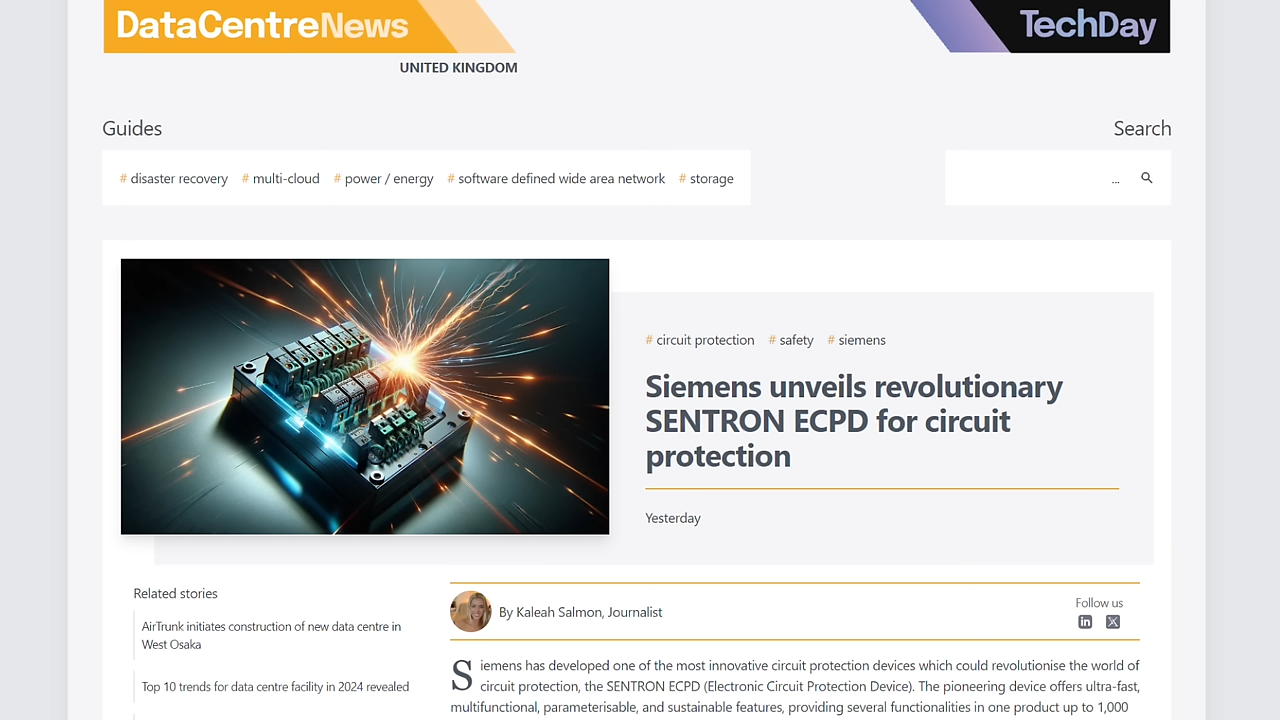 DataCentreNews
TechDay
UNITED KINGDOM
Guides
Search
# disaster recovery # multi-cloud # power / energy # software defined wide area network # storage
...
# circuit protection # safety # siemens
Siemens unveils revolutionary
SENTRON ECPD for circuit
protection
Yesterday
Related stories
AirTrunk initiates construction of new data centre in
West Osaka
Top 10 trends for data centre facility in 2024 revealed
By Kaleah Salmon, Journalist
Follow us
Siemens has developed one of the most innovative circuit protection devices which could revolutionise the world of
circuit protection, the SENTRON ECPD (Electronic Circuit Protection Device). The pioneering device offers ultra-fast,
multifunctional, parameterisable, and sustainable features, providing several functionalities in one product up to 1,000